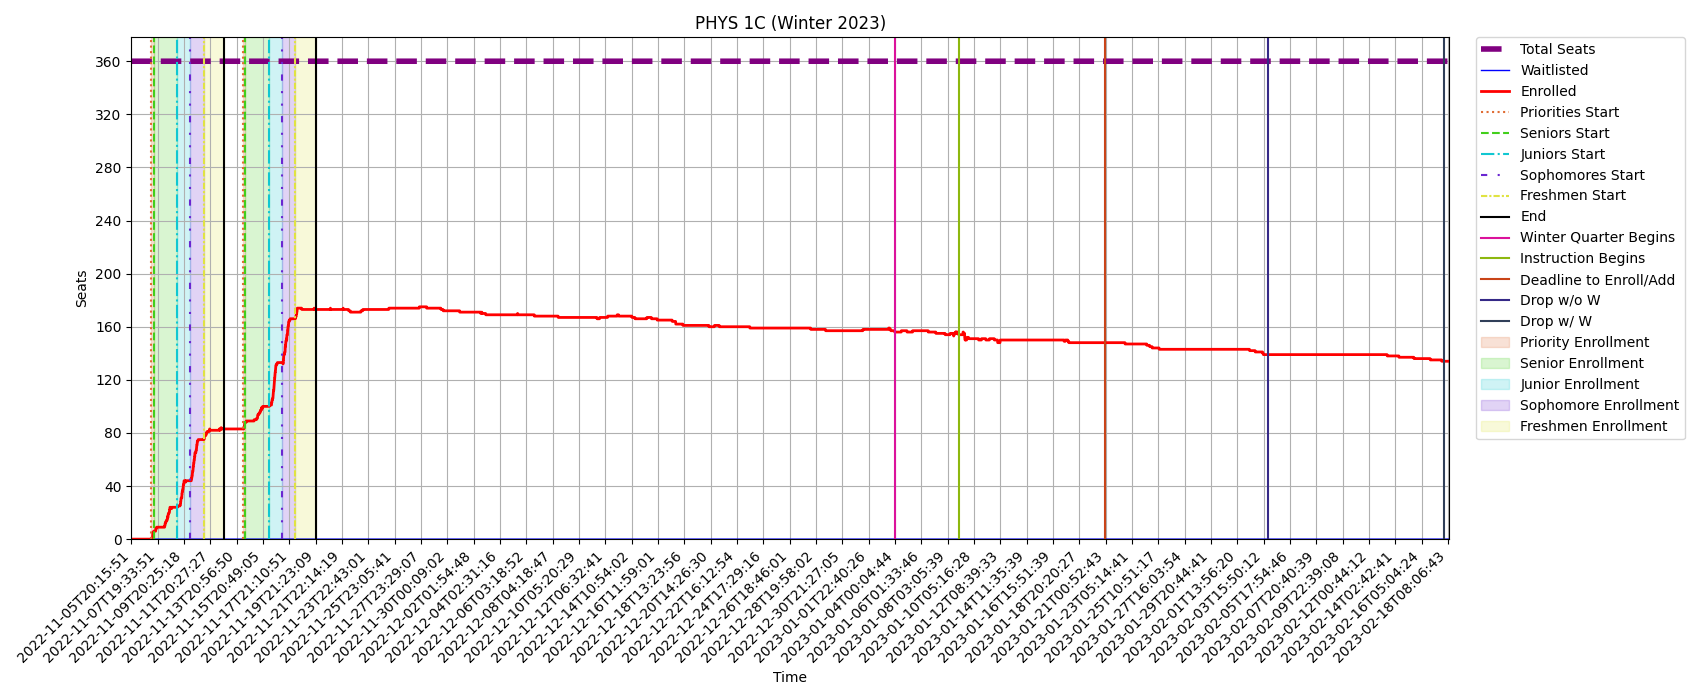 PHYS 1C (Winter 2023)
Seats
360
320
280
240
200
160
120
80
40
0
2022-11-05T20:15:51
2022-11-07T19:33:51
2022-11-09T20:25:18
2022-11-11T20:27:27
2022-11-13T20:56:50
2022-11-15T20:49:05
2022-11-17T21:10:51
2022-11-19T21:23:09
2022-11-21T22:14:19
2022-11-23T22:43:01
2022-11-25T23:05:41
2022-11-27T23:29:07
2022-11-30T00:09:02
2022-12-02T01:54:48
2022-12-04T02:31:16
2022-12-06T03:18:52
2022-12-08T04:18:47
2022-12-10T05:20:29
2022-12-12T06:32:41
2022-12-14T10:54:02
2022-12-16T11:59:01
2022-12-18T13:23:56
2022-12-20T14:26:30
2022-12-22T16:12:54
2022-12-24T17:29:16
2022-12-26T18:46:01
2022-12-28T19:58:02
2022-12-30T21:27:05
2023-01-01T22:40:26
2023-01-04T00:04:44
2023-01-06T01:33:46
2023-01-08T03:05:39
2023-01-10T05:16:28
2023-01-12T08:39:33
2023-01-14T11:35:39
2023-01-16T15:51:39
2023-01-18T20:20:27
2023-01-21T00:52:43
2023-01-23T05:14:41
2023-01-25T10:51:17
2023-01-27T16:03:54
2023-01-29T20:44:41
2023-02-01T13:56:20
2023-02-03T15:50:12
2023-02-05T17:54:46
2023-02-07T20:40:39
2023-02-09T22:39:08
2023-02-12T00:44:12
2023-02-14T02:42:41
2023-02-16T05:04:24
2023-02-18T08:06:43
Time
Total Seats
Waitlisted
Enrolled
Priorities Start
Seniors Start
Juniors Start
Sophomores Start
Freshmen Start
End
Winter Quarter Begins
Instruction Begins
Deadline to Enroll/Add
Drop w/o W
Drop w/ W
Priority Enrollment
Senior Enrollment
Junior Enrollment
Sophomore Enrollment
Freshmen Enrollment